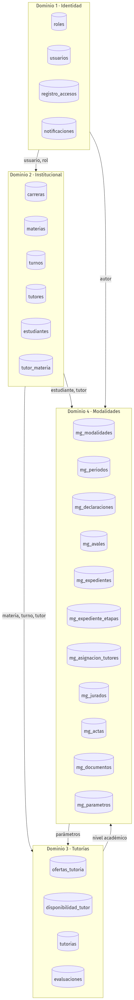 Dominio 1 · Identidad
roles
usuarios
registro_accesos
notificaciones
usuario, rol
Dominio 2 · Institucional
carreras
materias
turnos
autor
tutores
estudiantes
tutor_materia
estudiante, tutor
Dominio 4 · Modalidades
mg_modalidades
mg_periodos
mg_declaraciones
mg_avales
mg_expedientes
materia, turno, tutor
mg_expediente_etapas
mg_asignacion_tutores
mg_jurados
mg_actas
mg_documentos
mg_parametros
parámetros
nivel académico
Dominio 3 · Tutorías
ofertas_tutoria
disponibilidad_tutor
tutorias
evaluaciones